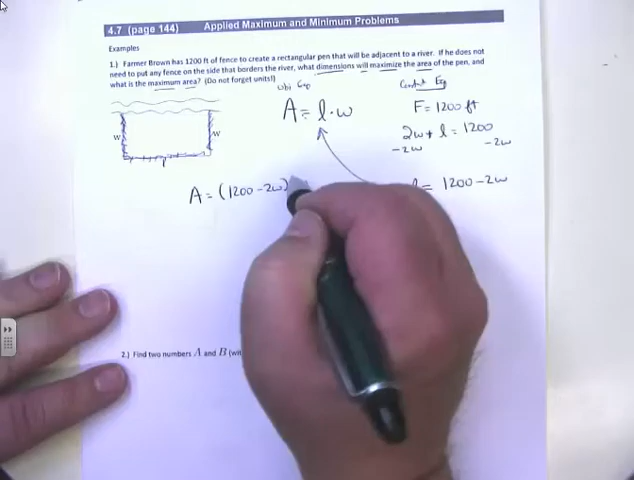 4.7 (page 144) Applied Maximum and Minimum Problems
Examples
1.) Farmer Brown has 1200 ft of fence to create a rectangular pen that will be adjacent to a river. If he does not
need to put any fence on the side that borders the river, what dimensions will maximize the area of the pen, and
what is the maximum area? (Do not forget units!)
A = l · w
F = 1200 ft
2w + l = 1200
-2w -2w
w w
l = 1200 - 2w
A = (1200 - 2w)
2.) Find two numbers A and B